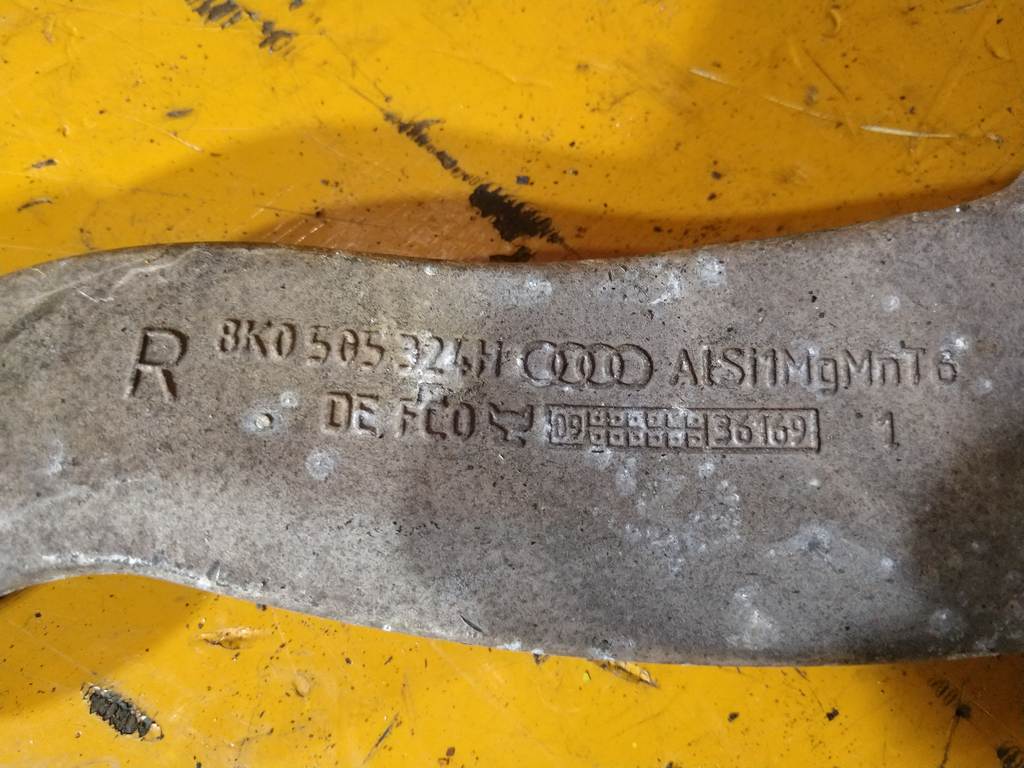 R 8K0 505 324H AlSi1MgMnT6
DE FCO 09 36169 1